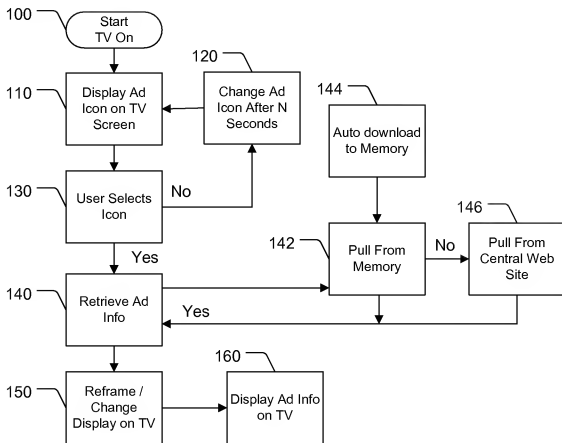 100
Start
TV On
110
Display Ad
Icon on TV
Screen
120
Change Ad
Icon After N
Seconds
144
Auto download
to Memory
130
User Selects
Icon
No
Yes
142
Pull From
Memory
No
146
Pull From
Central Web
Site
140
Retrieve Ad
Info
Yes
150
Reframe /
Change
Display on TV
160
Display Ad Info
on TV